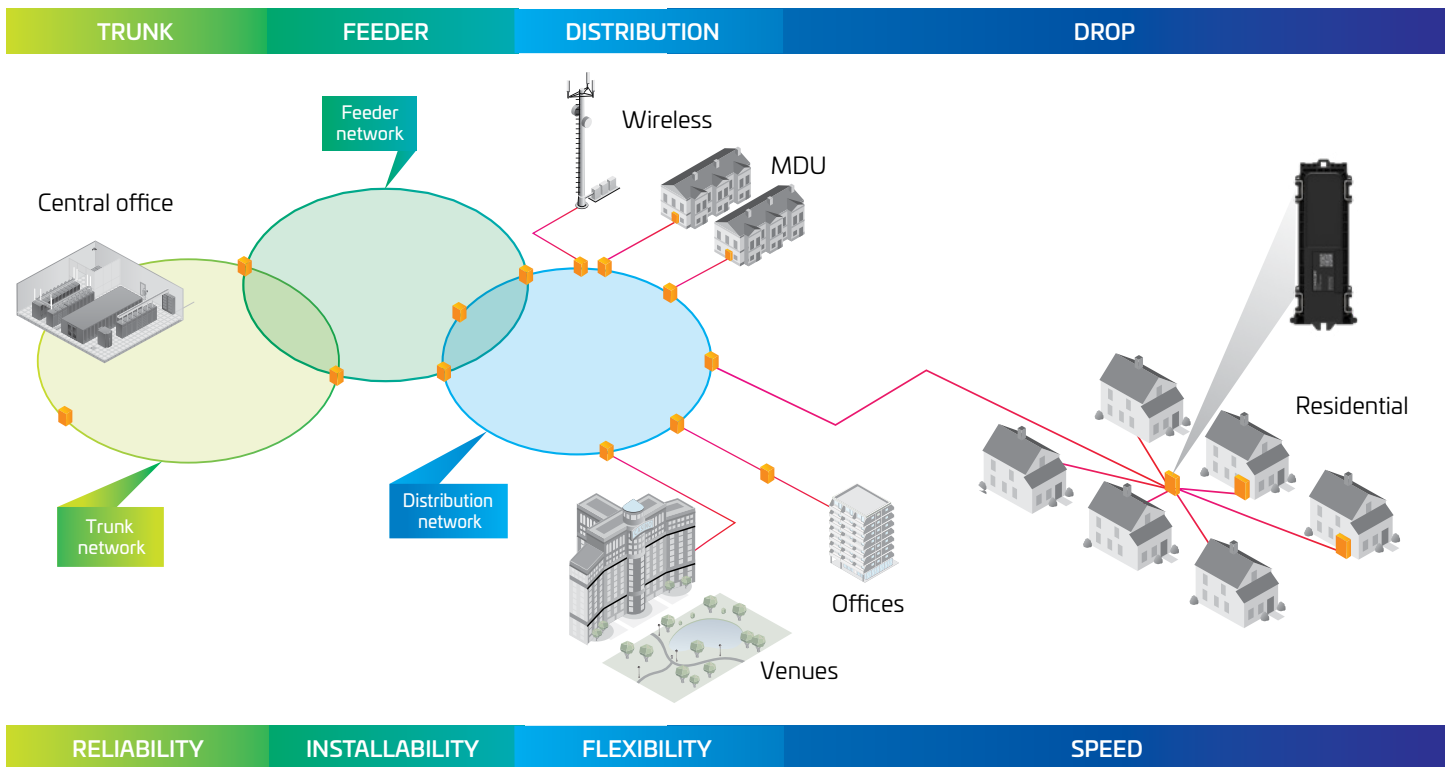 TRUNK
FEEDER
DISTRIBUTION
DROP
Feeder
network
Wireless
MDU
Central office
Residential
Distribution
network
Trunk
network
Offices
Venues
RELIABILITY
INSTALLABILITY
FLEXIBILITY
SPEED